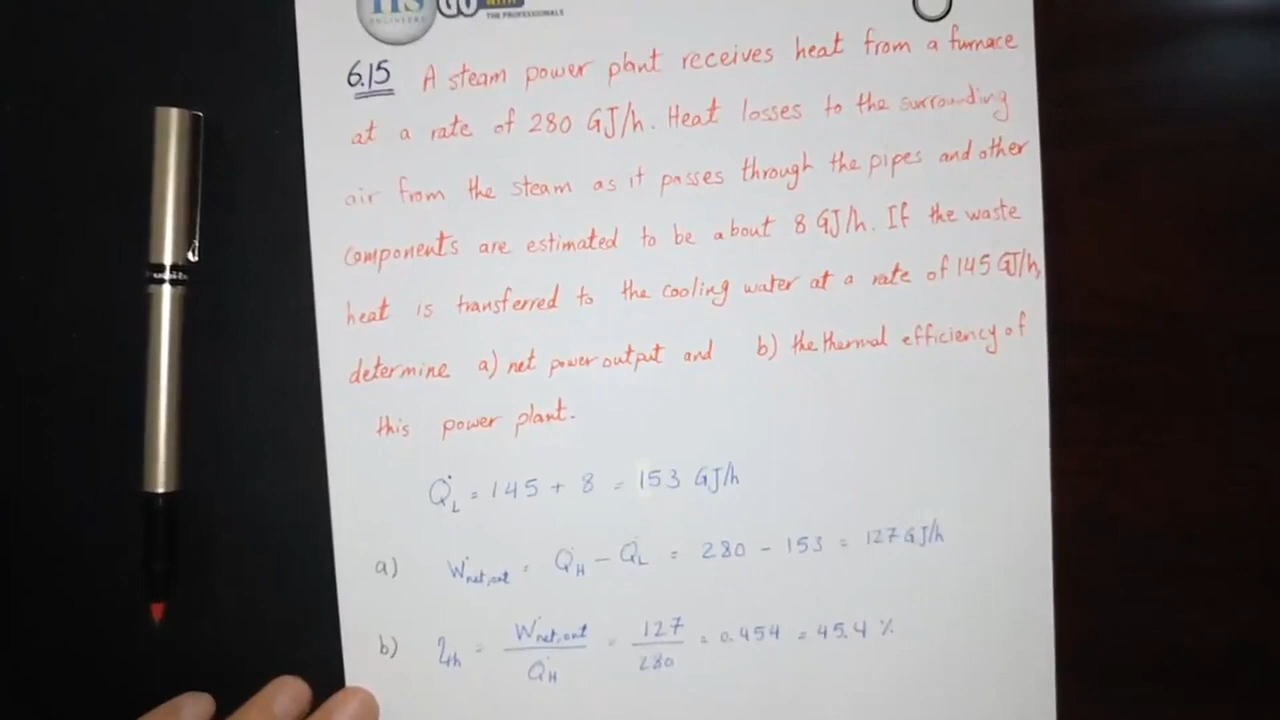 ENGINEERS
GO
THE PROFESSIONALS
6.15 A steam power plant receives heat from a furnace
at a rate of 280 GJ/h. Heat losses to the surrounding
air from the steam as it passes through the pipes and other
components are estimated to be about 8 GJ/h. If the waste
heat is transferred to the cooling water at a rate of 145 GJ/h,
determine a) net power output and b) the thermal efficiency of
this power plant.
Q̇L = 145 + 8 = 153 GJ/h
a) Ẇnet,out = Q̇H - Q̇L = 280 - 153 = 127 GJ/h
b) ηth = Ẇnet,out / Q̇H = 127 / 280 = 0.454 = 45.4 %